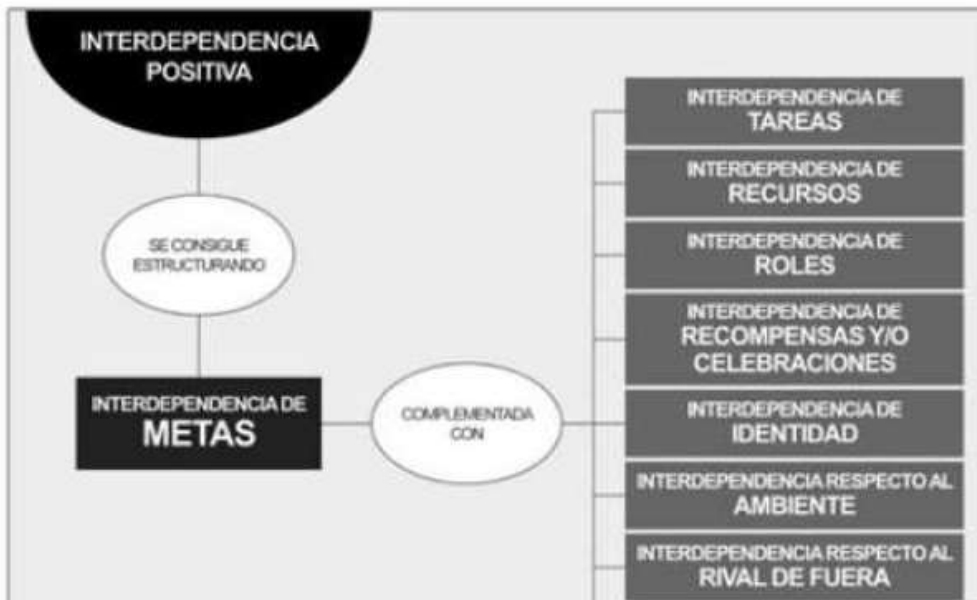 INTERDEPENDENCIA
POSITIVA
SE CONSIGUE
ESTRUCTURANDO
INTERDEPENDENCIA DE
METAS
COMPLEMENTADA
CON
INTERDEPENDENCIA DE
TAREAS
INTERDEPENDENCIA DE
RECURSOS
INTERDEPENDENCIA DE
ROLES
INTERDEPENDENCIA DE
RECOMPENSAS Y/O
CELEBRACIONES
INTERDEPENDENCIA DE
IDENTIDAD
INTERDEPENDENCIA RESPECTO AL
AMBIENTE
INTERDEPENDENCIA RESPECTO AL
RIVAL DE FUERA